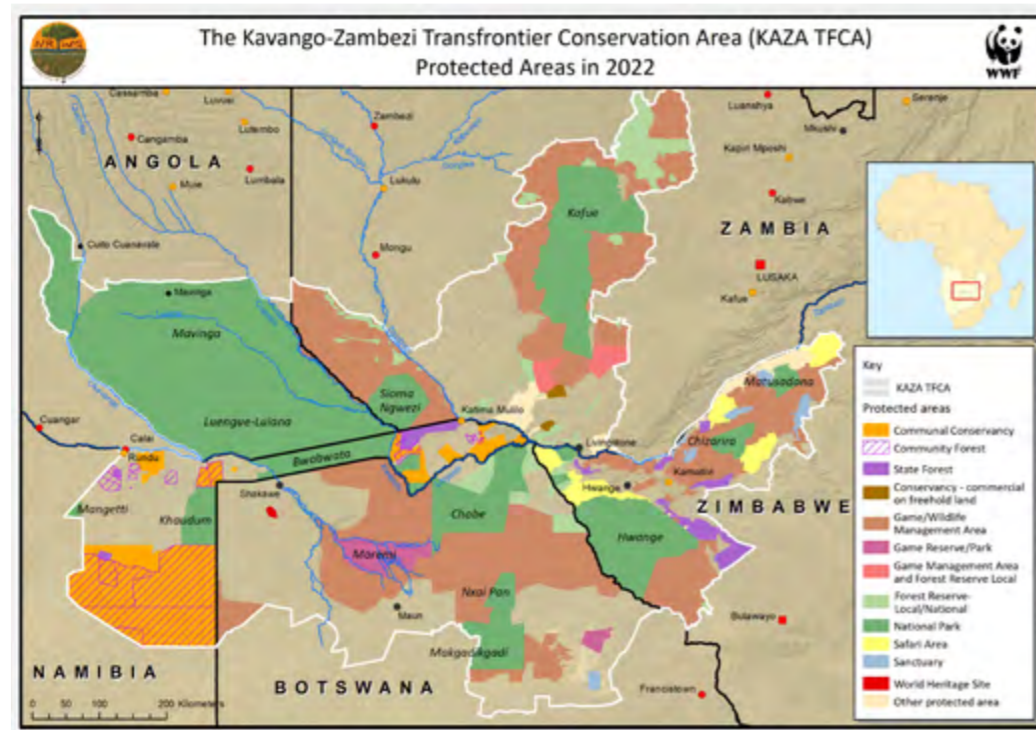 The Kavango-Zambezi Transfrontier Conservation Area (KAZA TFCA)
Protected Areas in 2022
WWF
Cassamba
Luvuei
Cangamba
Lutembo
ANGOLA
Muie
Lumbala
Zambezi
Lukulu
Mongu
Luanshya
Mkushi
Serenje
Kapiri Mposhi
Kabwe
ZAMBIA
LUSAKA
Kafue
Kafue
Cuito Cuanavale
Mavinga
Mavinga
Luengue-Luiana
Sioma
Ngwezi
Katima Mulilo
Cuangar
Calai
Rundu
Bwabwata
Livingstone
Matusadona
Chizarira
Kamativi
Hwange
ZIMBABWE
Mangetti
Khaudum
Shakawe
Chobe
Hwange
Moremi
Nxai Pan
Maun
Bulawayo
Makgadikgadi
NAMIBIA
BOTSWANA
Francistown
0 50 100 200 Kilometers
Key
KAZA TFCA
Protected areas
Communal Conservancy
Community Forest
State Forest
Conservancy - commercial
on freehold land
Game/Wildlife
Management Area
Game Reserve/Park
Game Management Area
and Forest Reserve Local
Forest Reserve-
Local/National
National Park
Safari Area
Sanctuary
World Heritage Site
Other protected area